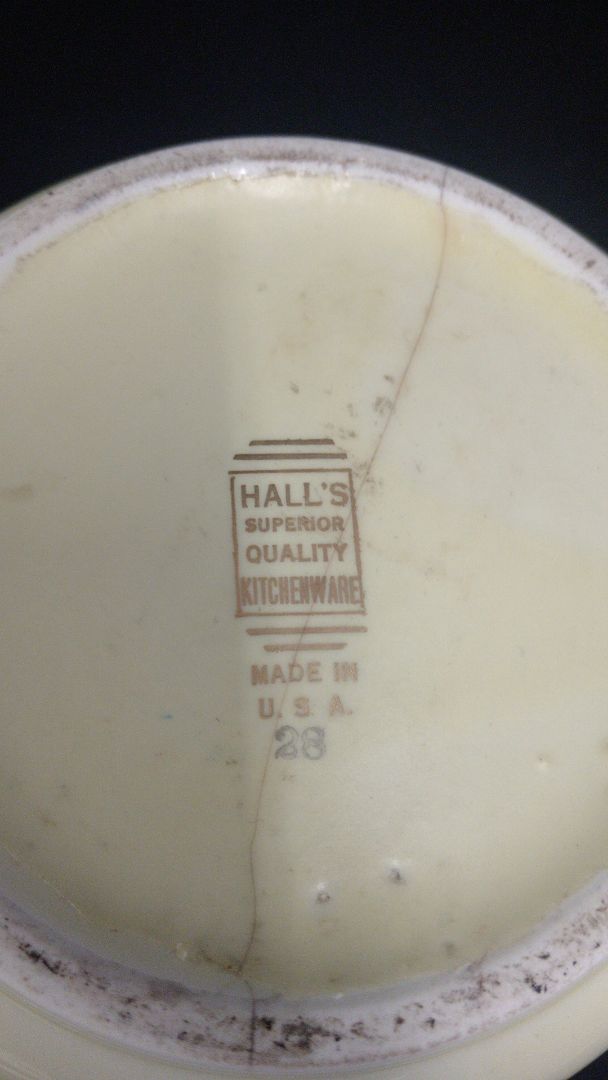 HALL'S
SUPERIOR
QUALITY
KITCHENWARE
MADE IN
U. S. A.
28